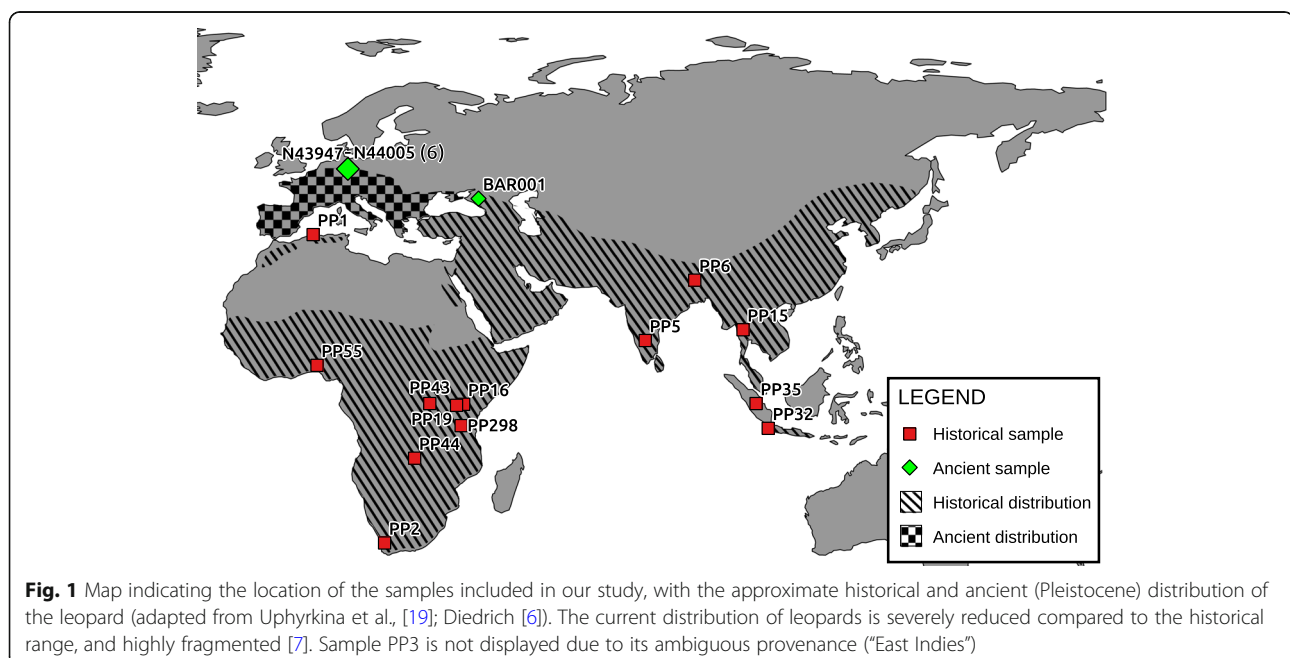 N43947-N44005 (6)
BAR001
PP1
PP6
PP5
PP15
PP55
PP43
PP16
PP35
PP19
PP298
PP32
PP44
PP2
LEGEND
Historical sample
Ancient sample
Historical distribution
Ancient distribution
Fig. 1 Map indicating the location of the samples included in our study, with the approximate historical and ancient (Pleistocene) distribution of
the leopard (adapted from Uphyrkina et al., [19]; Diedrich [6]). The current distribution of leopards is severely reduced compared to the historical
range, and highly fragmented [7]. Sample PP3 is not displayed due to its ambiguous provenance (“East Indies”)